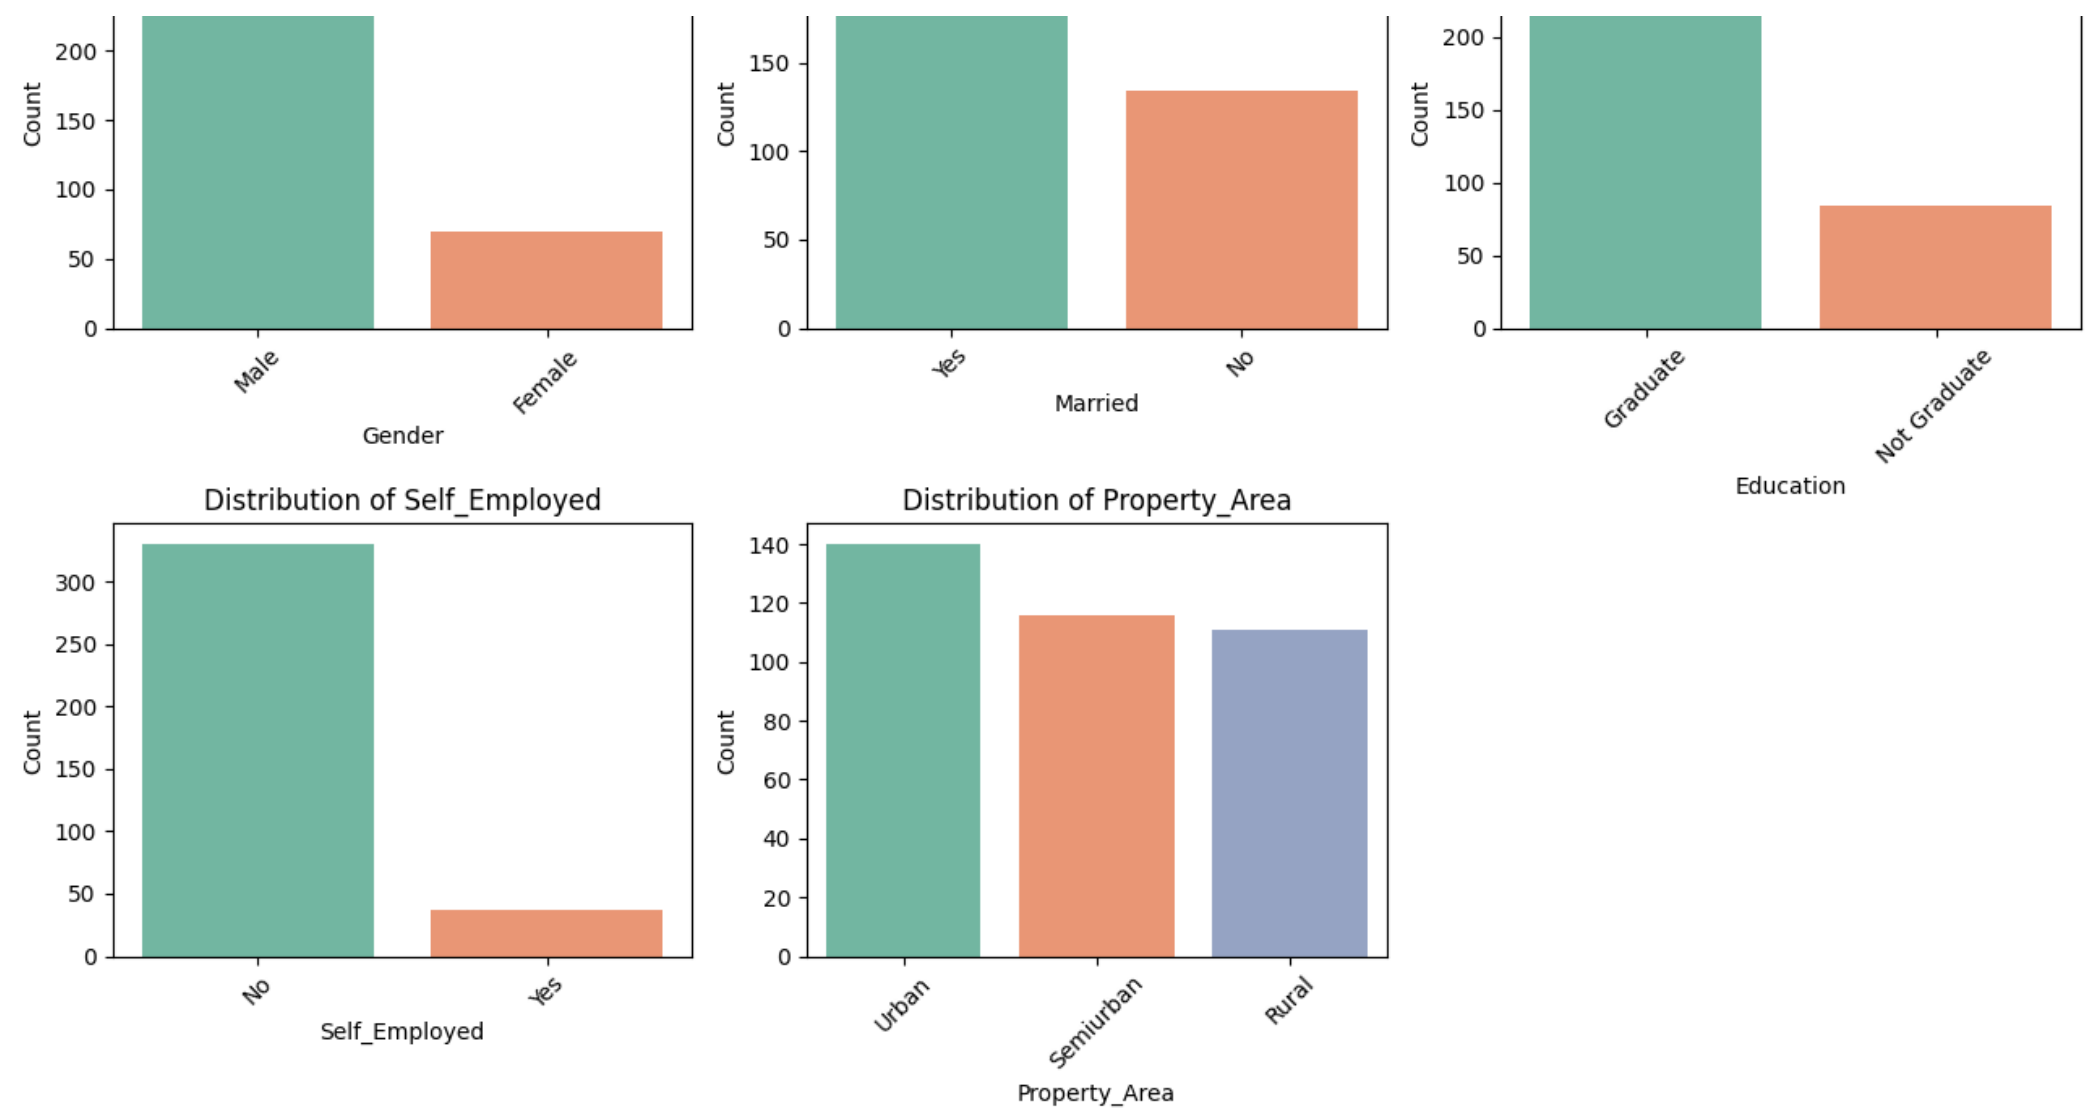 200
150
100
50
0
Count
Male
Female
Gender
150
100
50
0
Count
Yes
No
Married
200
150
100
50
0
Count
Graduate
Not Graduate
Education
Distribution of Self_Employed
300
250
200
150
100
50
0
Count
No
Yes
Self_Employed
Distribution of Property_Area
140
120
100
80
60
40
20
0
Count
Urban
Semiurban
Rural
Property_Area